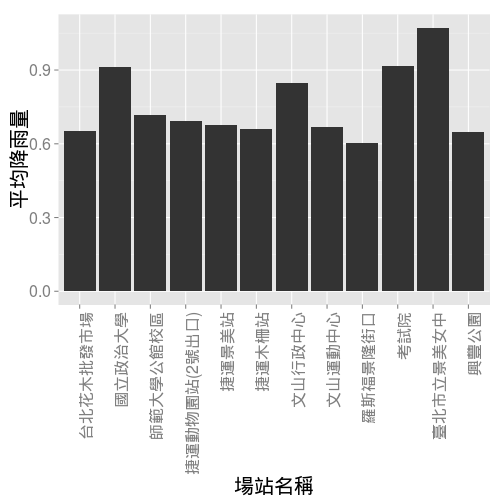 平均降雨量
0.9
0.6
0.3
0.0
台北花木批發市場
國立政治大學
師範大學公館校區
捷運動物園站(2號出口)
捷運景美站
捷運木柵站
文山行政中心
文山運動中心
羅斯福景隆街口
考試院
臺北市立景美女中
興豐公園
場站名稱